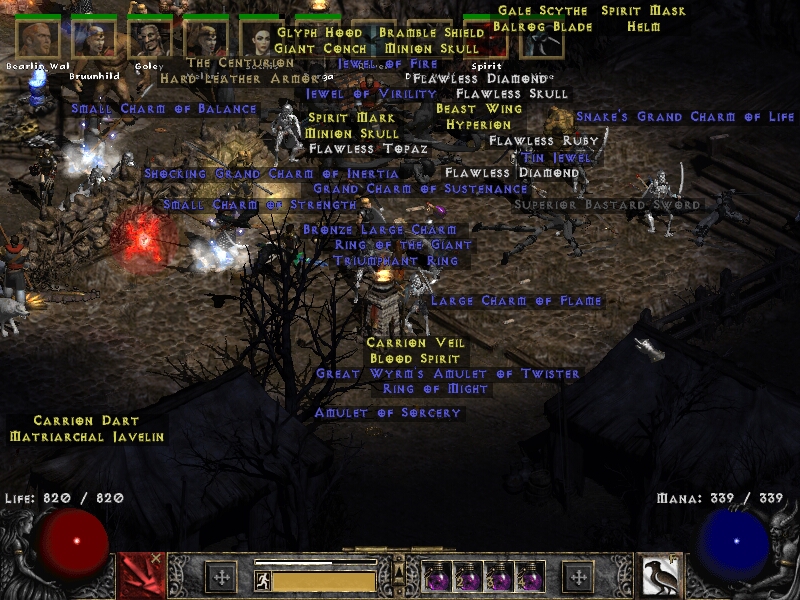 Gale Scythe Spirit Mask
Balrog Blade Helm
Glyph Hood Bramble Shield
Giant Conch Minion Skull
The Centurion Jewel of Fire
Bearlin Wal Goley Spirit
Bruunhild
Hard Leather Armor Flawless Diamond
Jewel of Virility Flawless Skull
Small Charm of Balance Beast Wing
Spirit Mark Hyperion Snake's Grand Charm of Life
Minion Skull
Flawless Topaz Flawless Ruby
Tin Jewel
Shocking Grand Charm of Inertia Flawless Diamond
Grand Charm of Sustenance
Small Charm of Strength Superior Bastard Sword
Bronze Large Charm
Ring of the Giant
Triumphant Ring
Large Charm of Flame
Carrion Veil
Blood Spirit
Great Wyrm's Amulet of Twister
Ring of Might
Amulet of Sorcery
Carrion Dart
Matriarchal Javelin
Life: 820 / 820 Mana: 339 / 339